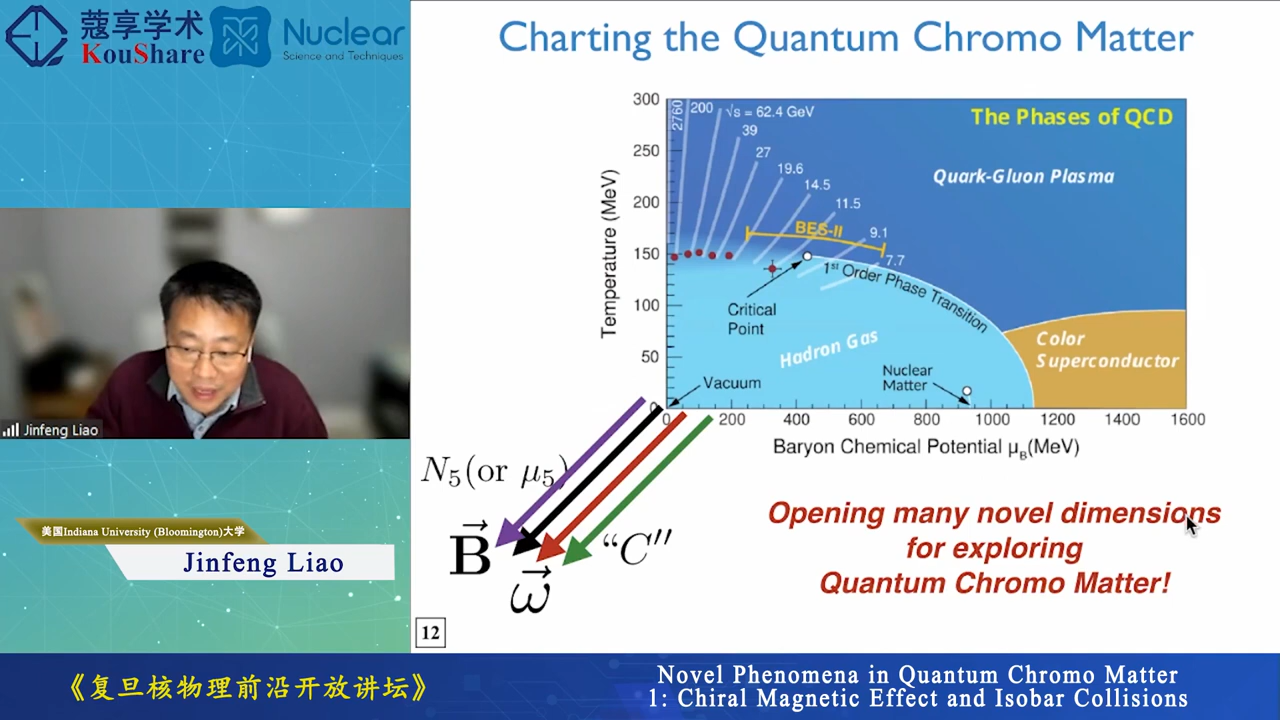 蔻享学术
KouShare
Nuclear
Science and Techniques
Charting the Quantum Chromo Matter
The Phases of QCD
Quark-Gluon Plasma
2760
200
√s = 62.4 GeV
39
27
19.6
14.5
11.5
9.1
7.7
BES-II
1st Order Phase Transition
Critical
Point
Hadron Gas
Color
Superconductor
Nuclear
Matter
Vacuum
Temperature (MeV)
300
250
200
150
100
50
0
0 200 400 600 800 1000 1200 1400 1600
Baryon Chemical Potential μB(MeV)
N5(or μ5)
B⃗
ω⃗
“C”
Opening many novel dimensions
for exploring
Quantum Chromo Matter!
12
Jinfeng Liao
美国Indiana University (Bloomington)大学
Jinfeng Liao
《复旦核物理前沿开放讲坛》
Novel Phenomena in Quantum Chromo Matter
1: Chiral Magnetic Effect and Isobar Collisions